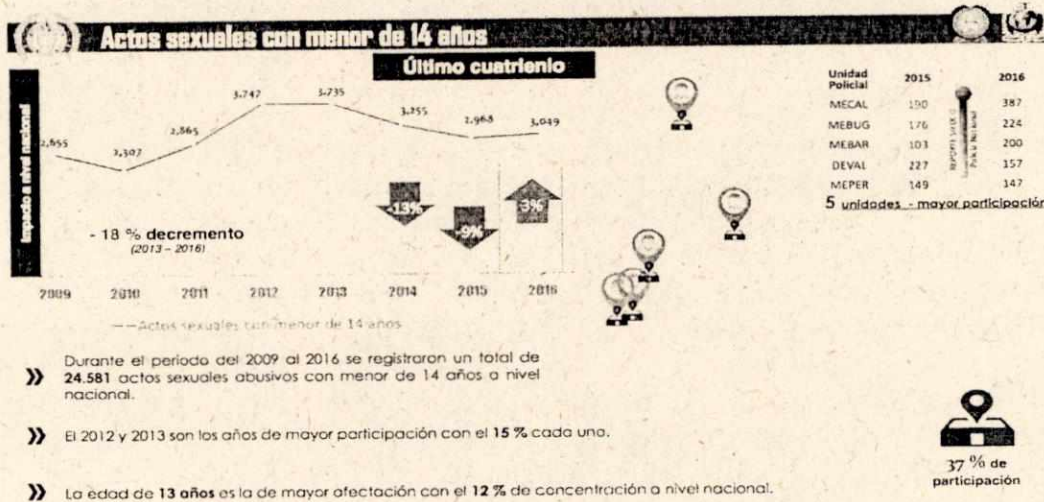 Actos sexuales con menor de 14 años
Último cuatrienio
Impacto a nivel nacional
2,655
2,307
2,865
3,747
3,735
3,255
2,968
3,049
-13%
-9%
3%
- 18 % decremento
(2013 – 2016)
2009 2010 2011 2012 2013 2014 2015 2016
Actos sexuales con menor de 14 años
Unidad Policial 2015 2016
MECAL 190 387
MEBUG 176 224
MEBAR 103 200
DEVAL 227 157
MEPER 149 147
Policía Nacional
5 unidades - mayor participación
Durante el periodo del 2009 al 2016 se registraron un total de
24.581 actos sexuales abusivos con menor de 14 años a nivel
nacional.
El 2012 y 2013 son los años de mayor participación con el 15 % cada uno.
La edad de 13 años es la de mayor afectación con el 12 % de concentración a nivel nacional.
37 % de
participación